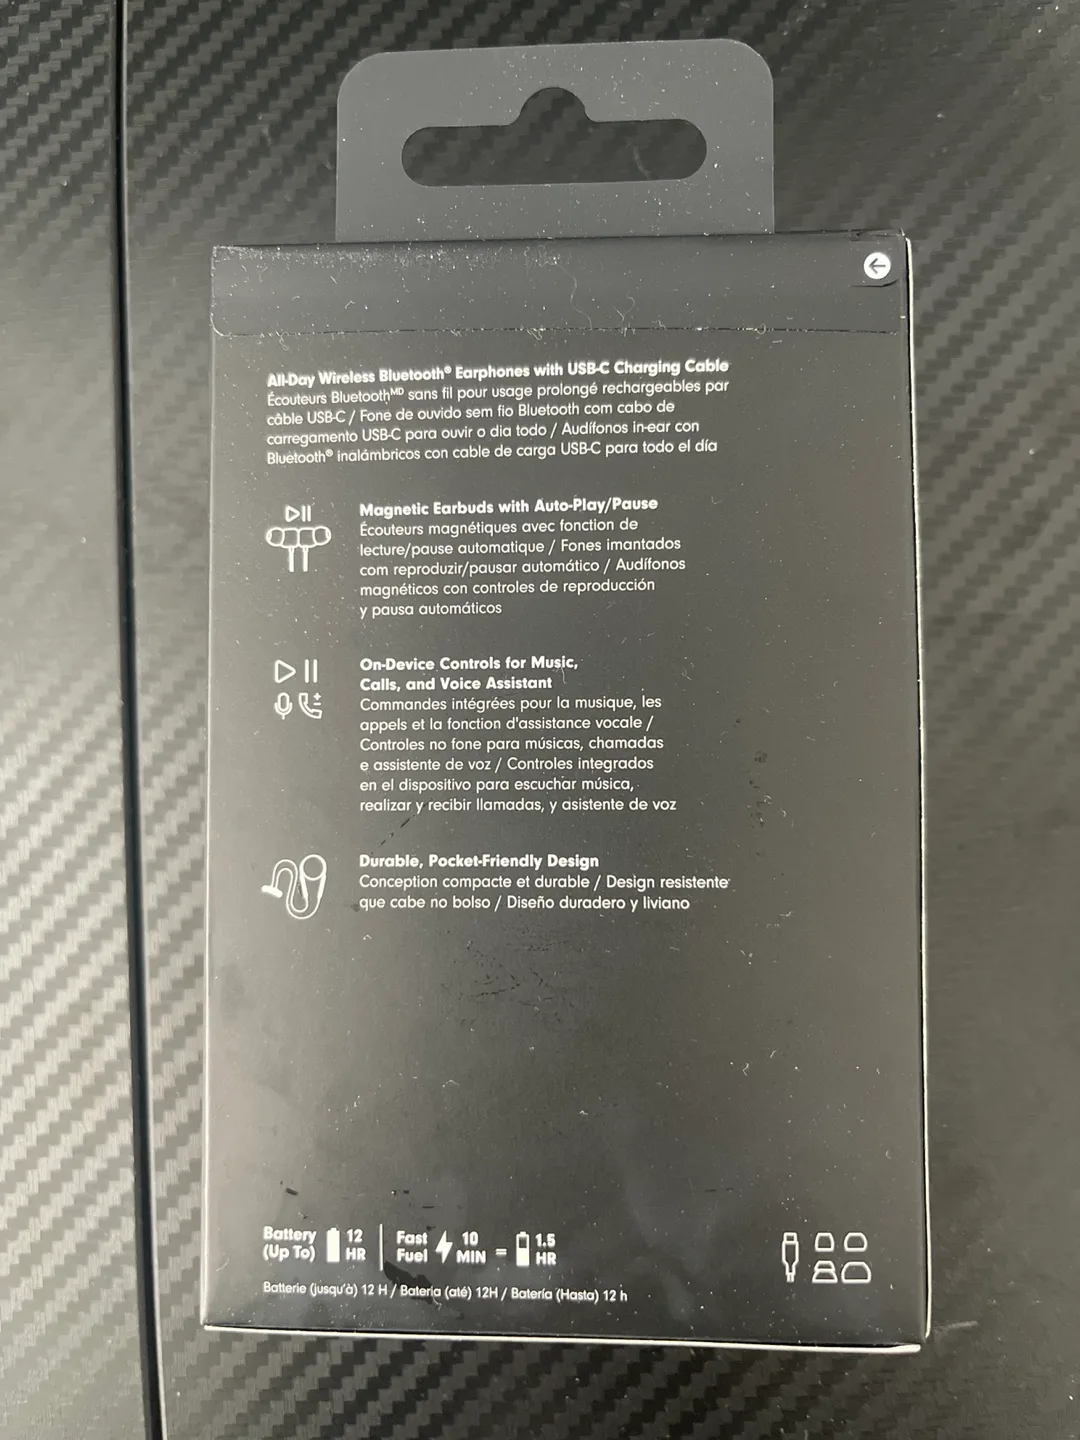 All-Day Wireless Bluetooth® Earphones with USB-C Charging Cable
Écouteurs Bluetoothᴹᴰ sans fil pour usage prolongé rechargeables par
câble USB-C / Fone de ouvido sem fio Bluetooth com cabo de
carregamento USB-C para ouvir o dia todo / Audífonos in-ear con
Bluetooth® inalámbricos con cable de carga USB-C para todo el día
Magnetic Earbuds with Auto-Play/Pause
Écouteurs magnétiques avec fonction de
lecture/pause automatique / Fones imantados
com reproduzir/pausar automático / Audífonos
magnéticos con controles de reproducción
y pausa automáticos
On-Device Controls for Music,
Calls, and Voice Assistant
Commandes intégrées pour la musique, les
appels et la fonction d'assistance vocale /
Controles no fone para músicas, chamadas
e assistente de voz / Controles integrados
en el dispositivo para escuchar música,
realizar y recibir llamadas, y asistente de voz
Durable, Pocket-Friendly Design
Conception compacte et durable / Design resistente
que cabe no bolso / Diseño duradero y liviano
Battery 12 Fast 10 1.5
(Up To) HR Fuel MIN = HR
Batterie (jusqu'à) 12 H / Bateria (até) 12H / Batería (Hasta) 12 h